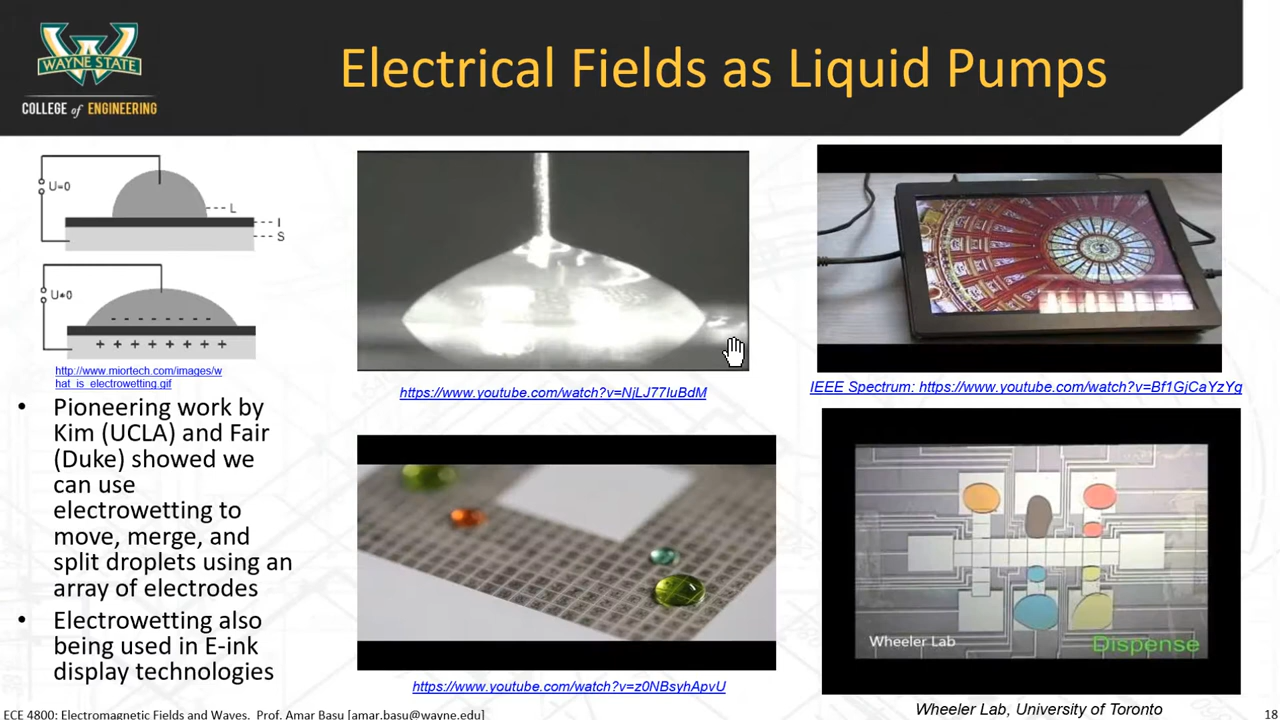 WAYNE STATE
COLLEGE of ENGINEERING
Electrical Fields as Liquid Pumps
U=0
L
I
S
U≠0
- - - - - - - -
+ + + + + + + +
http://www.miortech.com/images/w
hat_is_electrowetting.gif
• Pioneering work by
Kim (UCLA) and Fair
(Duke) showed we
can use
electrowetting to
move, merge, and
split droplets using an
array of electrodes
• Electrowetting also
being used in E-ink
display technologies
https://www.youtube.com/watch?v=NjLJ77IuBdM
IEEE Spectrum: https://www.youtube.com/watch?v=Bf1GjCaYzYg
https://www.youtube.com/watch?v=z0NBsyhApvU
Wheeler Lab
Dispense
Wheeler Lab, University of Toronto
ECE 4800: Electromagnetic Fields and Waves. Prof. Amar Basu [amar.basu@wayne.edu]
18